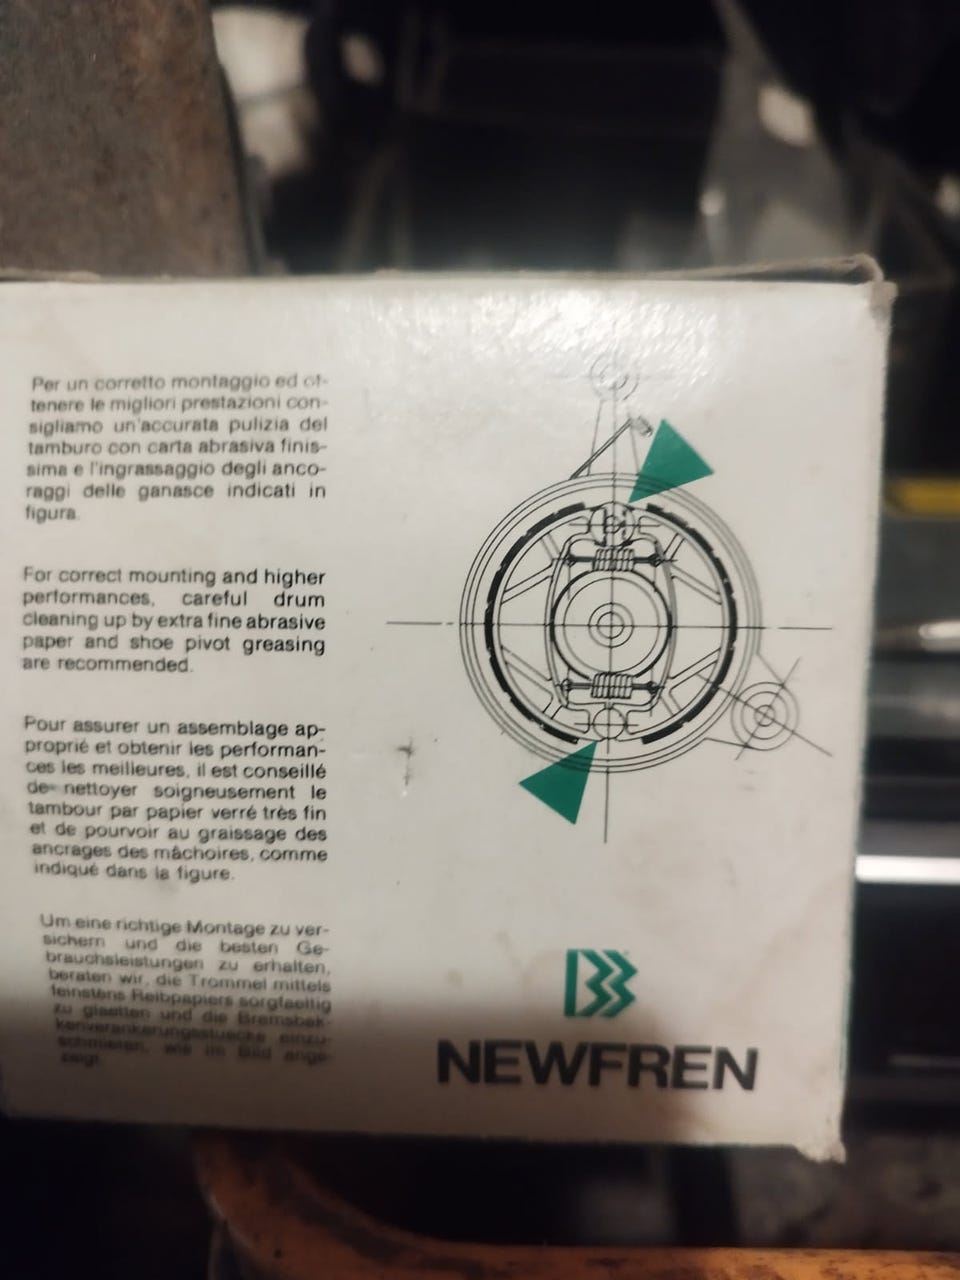 Per un corretto montaggio ed ot-
tenere le migliori prestazioni con-
sigliamo un'accurata pulizia del
tamburo con carta abrasiva finis-
sima e l'ingrassaggio degli anco-
raggi delle ganasce indicati in
figura.
For correct mounting and higher
performances, careful drum
cleaning up by extra fine abrasive
paper and shoe pivot greasing
are recommended.
Pour assurer un assemblage ap-
proprié et obtenir les performan-
ces les meilleures, il est conseillé
de nettoyer soigneusement le
tambour par papier verré très fin
et de pourvoir au graissage des
ancrages des mâchoires, comme
indiqué dans la figure.
Um eine richtige Montage zu ver-
sichern und die besten Ge-
brauchsleistungen zu erhalten,
beraten wir, die Trommel mittels
feinstens Reibpapiers sorgfaeltig
zu glaetten und die Bremsbak-
kenverankerungsstuecke einzu-
schmieren, wie im Bild ange-
zeigt.
NEWFREN